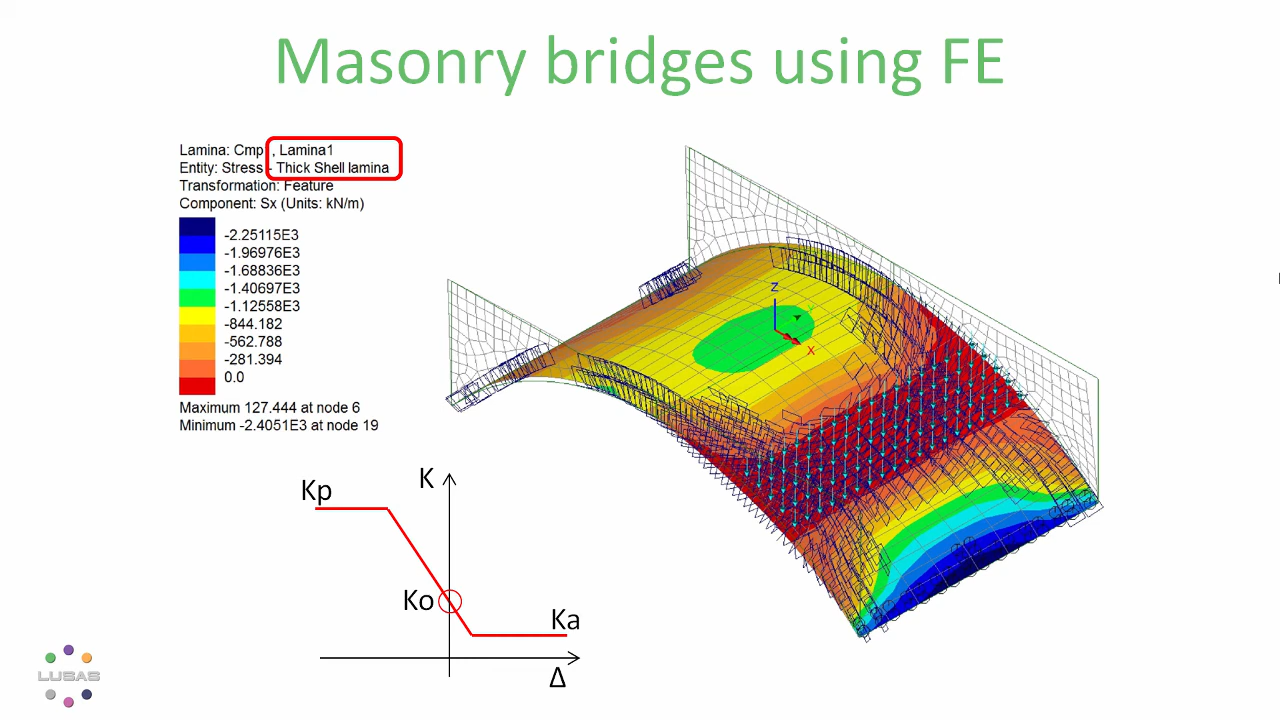 Masonry bridges using FE
Lamina: Cmp , Lamina1
Entity: Stress - Thick Shell lamina
Transformation: Feature
Component: Sx (Units: kN/m)
-2.25115E3
-1.96976E3
-1.68836E3
-1.40697E3
-1.12558E3
-844.182
-562.788
-281.394
0.0
Maximum 127.444 at node 6
Minimum -2.4051E3 at node 19
Z
X
K
Kp
Ko
Ka
Δ
LUSAS